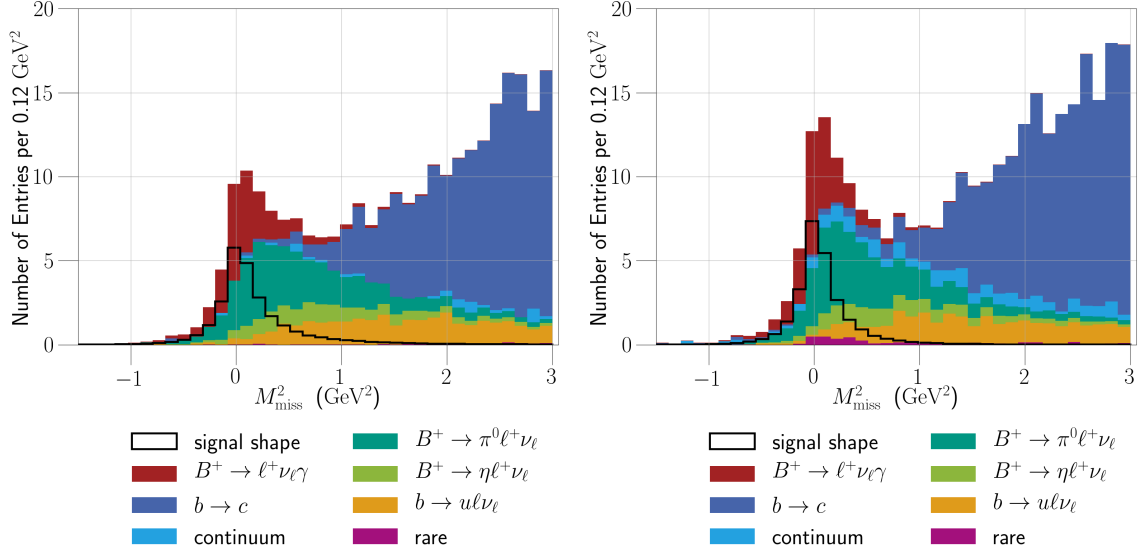 20
15
10
5
0
Number of Entries per 0.12 GeV²
−1 0 1 2 3
M²miss (GeV²)
signal shape
B⁺ → ℓ⁺νℓγ
b → c
continuum
B⁺ → π⁰ℓ⁺νℓ
B⁺ → ηℓ⁺νℓ
b → uℓνℓ
rare
20
15
10
5
0
Number of Entries per 0.12 GeV²
−1 0 1 2 3
M²miss (GeV²)
signal shape
B⁺ → ℓ⁺νℓγ
b → c
continuum
B⁺ → π⁰ℓ⁺νℓ
B⁺ → ηℓ⁺νℓ
b → uℓνℓ
rare